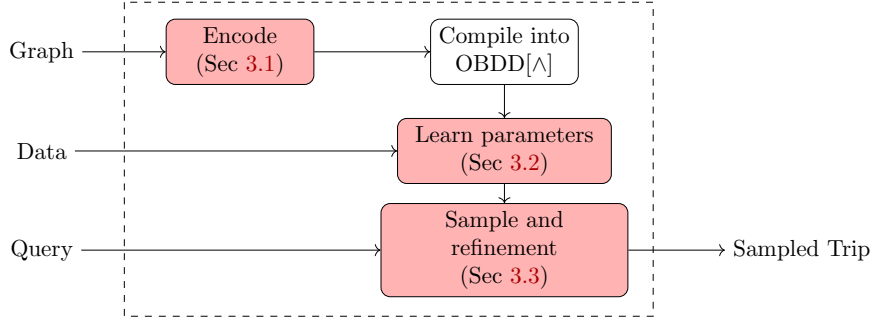 Graph
Encode
(Sec 3.1)
Compile into
OBDD[∧]
Data
Learn parameters
(Sec 3.2)
Query
Sample and
refinement
(Sec 3.3)
Sampled Trip